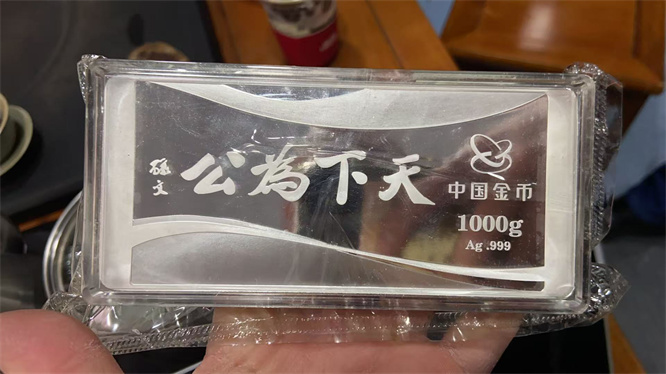 天下為公
孫文
中国金币
1000g
Ag .999